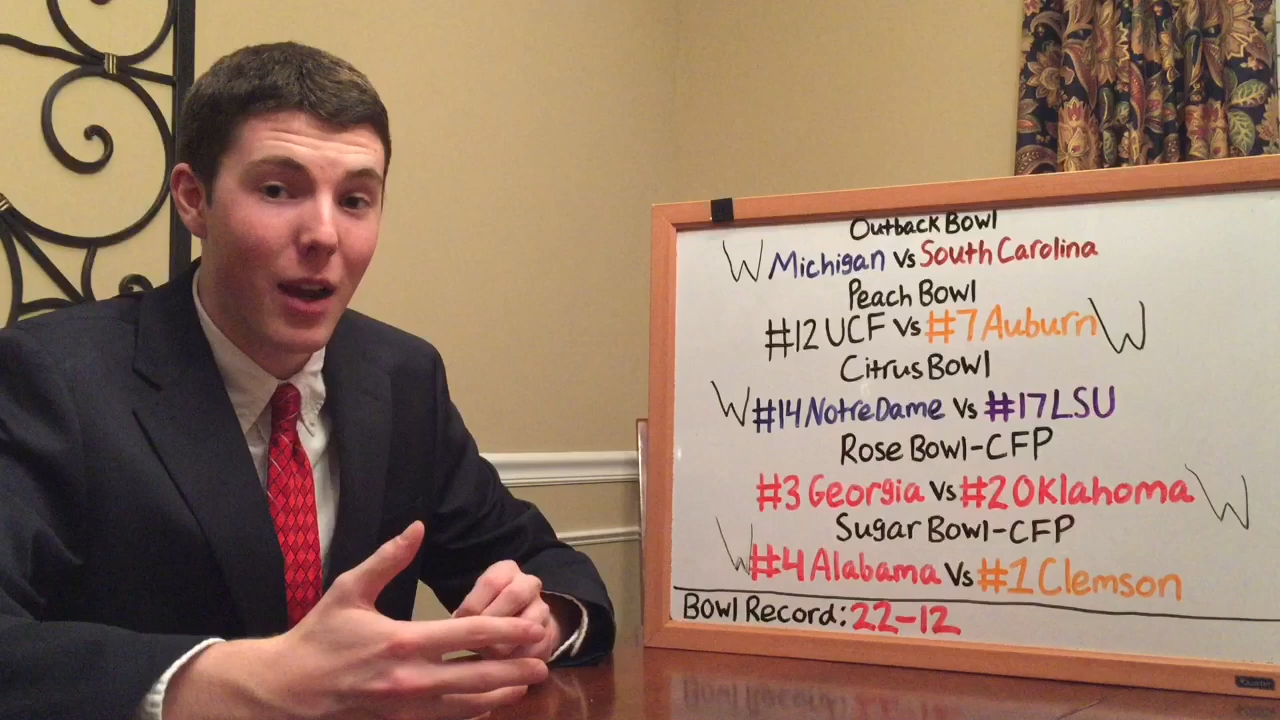 Outback Bowl
W Michigan vs South Carolina
Peach Bowl
#12 UCF vs #7 Auburn W
Citrus Bowl
W #14 Notre Dame vs #17 LSU
Rose Bowl-CFP
#3 Georgia vs #2 Oklahoma W
Sugar Bowl-CFP
W #4 Alabama vs #1 Clemson
Bowl Record: 22-12